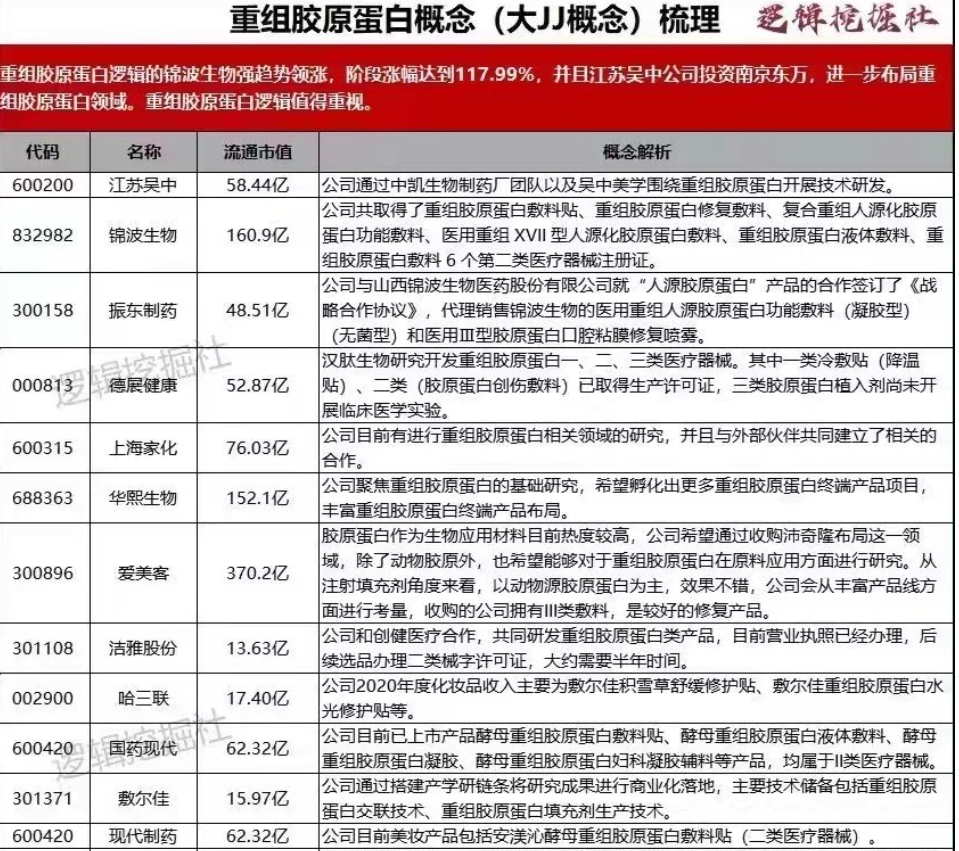 重组胶原蛋白概念（大JJ概念）梳理
逻辑挖掘社
重组胶原蛋白逻辑的锦波生物强趋势领涨，阶段涨幅达到117.99%，并且江苏吴中公司投资南京东万，进一步布局重
组胶原蛋白领域。重组胶原蛋白逻辑值得重视。
代码 名称 流通市值 概念解析
600200 江苏吴中 58.44亿 公司通过中凯生物制药厂团队以及吴中美学围绕重组胶原蛋白开展技术研发。
832982 锦波生物 160.9亿 公司共取得了重组胶原蛋白敷料贴、重组胶原蛋白修复敷料、复合重组人源化胶原
蛋白功能敷料、医用重组 XVII 型人源化胶原蛋白敷料、重组胶原蛋白液体敷料、重
组胶原蛋白敷料 6 个第二类医疗器械注册证。
300158 振东制药 48.51亿 公司与山西锦波生物医药股份有限公司就“人源胶原蛋白”产品的合作签订了《战
略合作协议》，代理销售锦波生物的医用重组人源胶原蛋白功能敷料（凝胶型）
（无菌型）和医用Ⅲ型胶原蛋白口腔粘膜修复喷雾。
000813 德展健康 52.87亿 汉肽生物研究开发重组胶原蛋白一、二、三类医疗器械。其中一类冷敷贴（降温
贴）、二类（胶原蛋白创伤敷料）已取得生产许可证，三类胶原蛋白植入剂尚未开
展临床医学实验。
600315 上海家化 76.03亿 公司目前有进行重组胶原蛋白相关领域的研究，并且与外部伙伴共同建立了相关的
合作。
688363 华熙生物 152.1亿 公司聚焦重组胶原蛋白的基础研究，希望孵化出更多重组胶原蛋白终端产品项目，
丰富重组胶原蛋白终端产品布局。
300896 爱美客 370.2亿 胶原蛋白作为生物应用材料目前热度较高，公司希望通过收购沛奇隆布局这一领
域，除了动物胶原外，也希望能够对于重组胶原蛋白在原料应用方面进行研究。从
注射填充剂角度来看，以动物源胶原蛋白为主，效果不错，公司会从丰富产品线方
面进行考量，收购的公司拥有III类敷料，是较好的修复产品。
301108 洁雅股份 13.63亿 公司和创健医疗合作，共同研发重组胶原蛋白类产品，目前营业执照已经办理，后
续选品办理二类械字许可证，大约需要半年时间。
002900 哈三联 17.40亿 公司2020年度化妆品收入主要为敷尔佳积雪草舒缓修护贴、敷尔佳重组胶原蛋白水
光修护贴等。
600420 国药现代 62.32亿 公司目前已上市产品酵母重组胶原蛋白敷料贴、酵母重组胶原蛋白液体敷料、酵母
重组胶原蛋白凝胶、酵母重组胶原蛋白妇科凝胶辅料等产品，均属于II类医疗器械。
301371 敷尔佳 15.97亿 公司通过搭建产学研链条将研究成果进行商业化落地，主要技术储备包括重组胶原蛋
白交联技术、重组胶原蛋白填充剂生产技术。
600420 现代制药 62.32亿 公司目前美妆产品包括安渼沁酵母重组胶原蛋白敷料贴（二类医疗器械）。
逻辑挖掘社
逻辑挖掘社